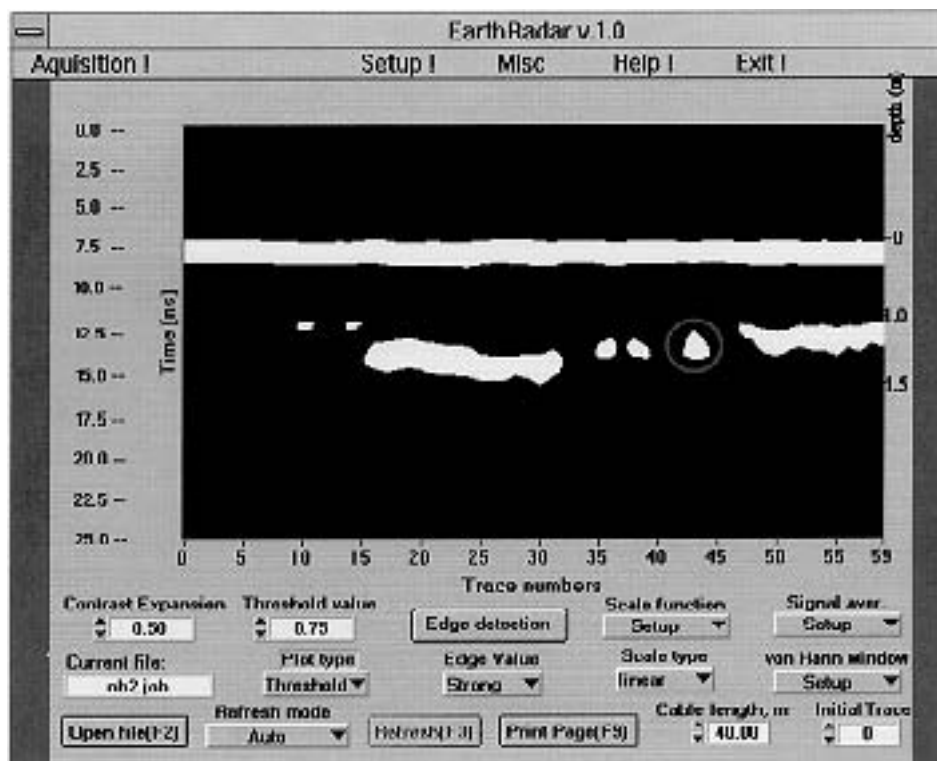 EarthRadar v.1.0
Aquisition ! Setup ! Misc Help ! Exit !
depth (m)
0.0 --
2.5 --
5.0 --
7.5 --
10.0 --
12.5 --
15.0 --
17.5 --
20.0 --
22.5 --
25.0 --
Time [ns]
0
1.0
1.5
0 5 10 15 20 25 30 35 40 45 50 55 59
Trace numbers
Contrast Expansion Threshold value Scale function Signal aver.
0.50 0.75 Edge detection Setup Setup
Current file: Plot type Edge Value Scale type von Hann window
Threshold Strong linear Setup
Refresh mode Cable length, m Initial Trace
Open file(F2) Auto Refresh(F3) Print Page(F9) 40.00 0